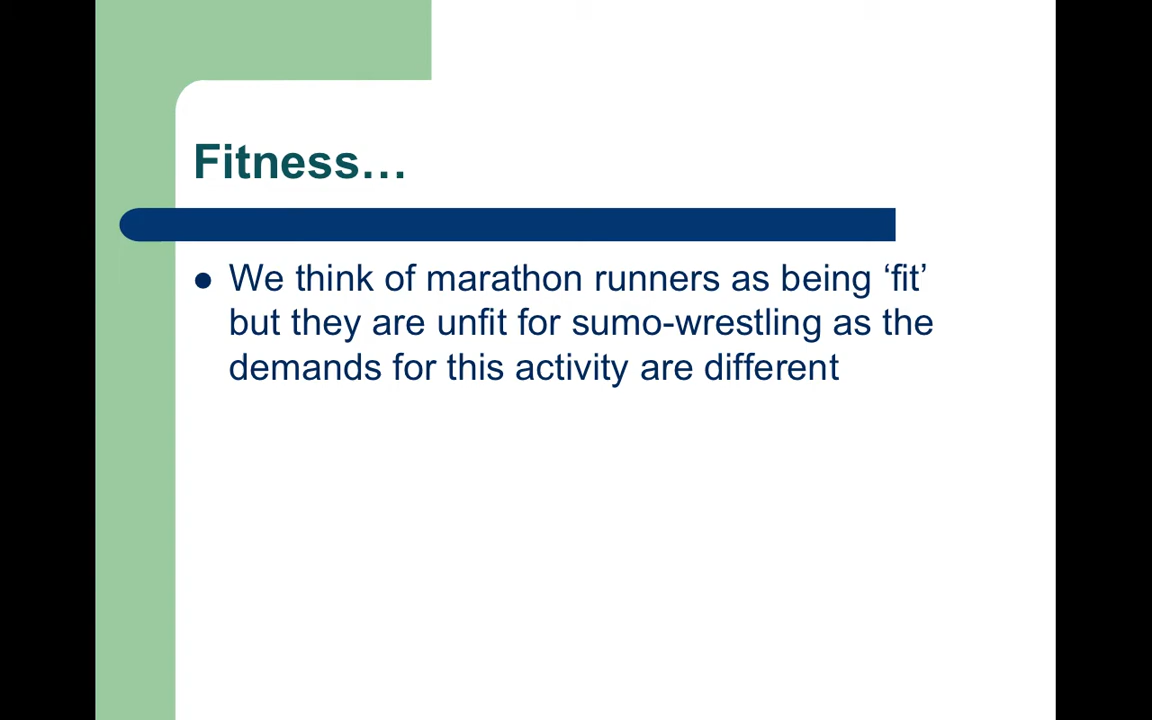 Fitness…
● We think of marathon runners as being ‘fit’
but they are unfit for sumo-wrestling as the
demands for this activity are different